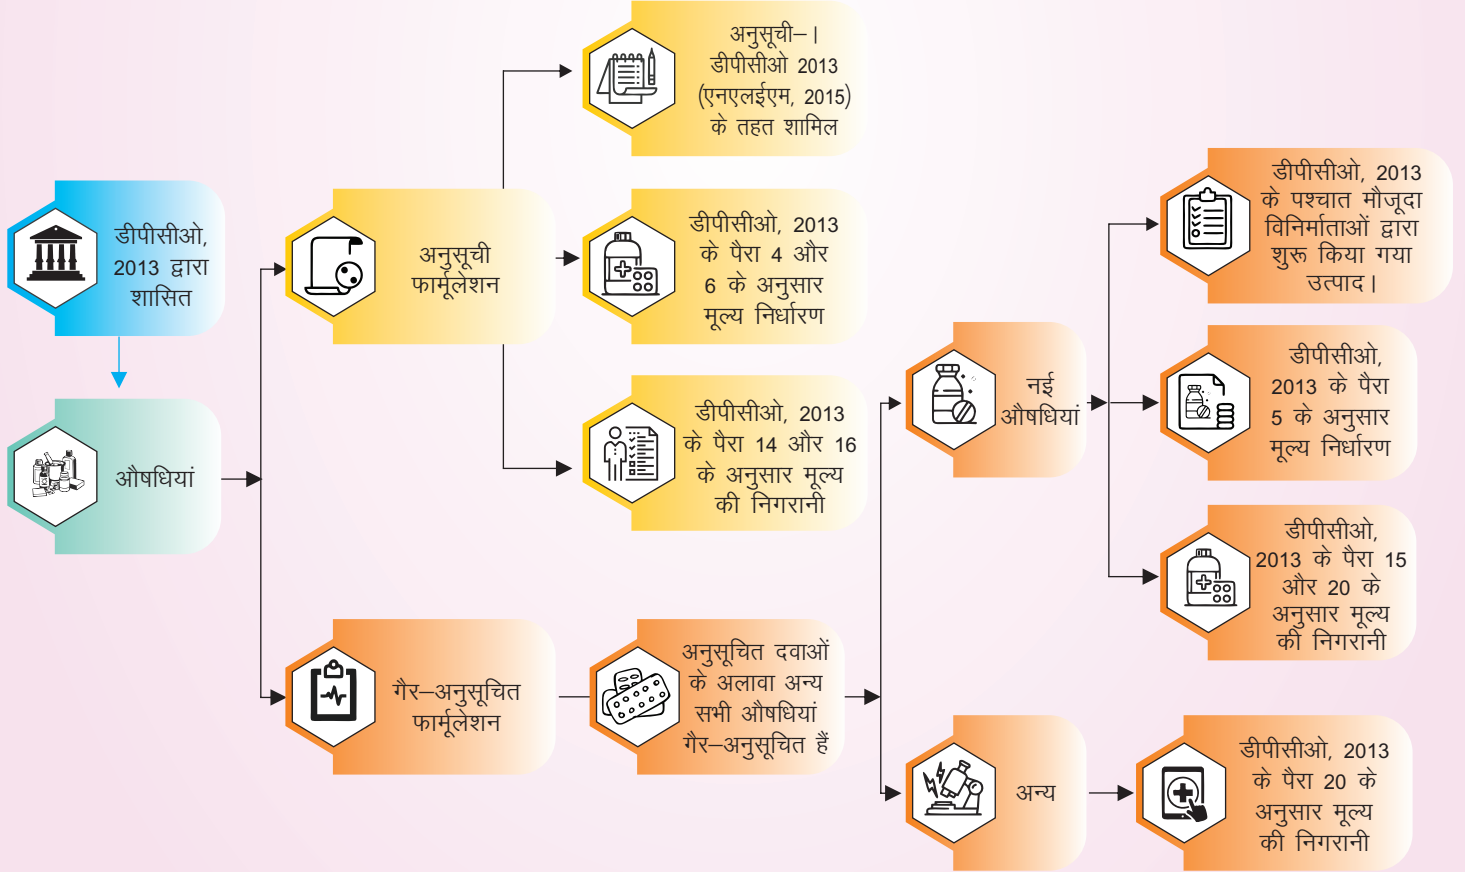 डीपीसीओ,
2013 द्वारा
शासित
औषधियां
अनुसूची
फार्मूलेशन
अनुसूची–।
डीपीसीओ 2013
(एनएलईएम, 2015)
के तहत शामिल
डीपीसीओ, 2013
के पैरा 4 और
6 के अनुसार
मूल्य निर्धारण
डीपीसीओ, 2013
के पैरा 14 और 16
के अनुसार मूल्य
की निगरानी
गैर–अनुसूचित
फार्मूलेशन
अनुसूचित दवाओं
के अलावा अन्य
सभी औषधियां
गैर–अनुसूचित हैं
नई
औषधियां
डीपीसीओ, 2013
के पश्चात मौजूदा
विनिर्माताओं द्वारा
शुरू किया गया
उत्पाद।
डीपीसीओ,
2013 के पैरा
5 के अनुसार
मूल्य निर्धारण
डीपीसीओ,
2013 के पैरा 15
और 20 के
अनुसार मूल्य
की निगरानी
अन्य
डीपीसीओ, 2013
के पैरा 20 के
अनुसार मूल्य
की निगरानी